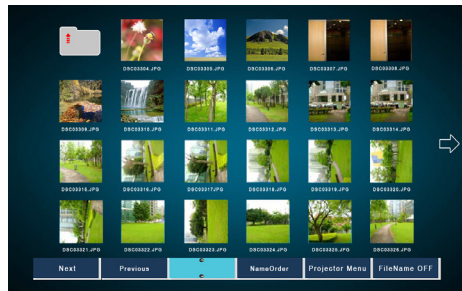 DSC03304.JPG DSC03305.JPG DSC03306.JPG DSC03307.JPG DSC03308.JPG
DSC03309.JPG DSC03310.JPG DSC03311.JPG DSC03312.JPG DSC03313.JPG DSC03314.JPG
DSC03315.JPG DSC03316.JPG DSC03317.JPG DSC03318.JPG DSC03319.JPG DSC03320.JPG
DSC03321.JPG DSC03322.JPG DSC03323.JPG DSC03324.JPG DSC03325.JPG DSC03326.JPG
Next Previous NameOrder Projector Menu FileName OFF